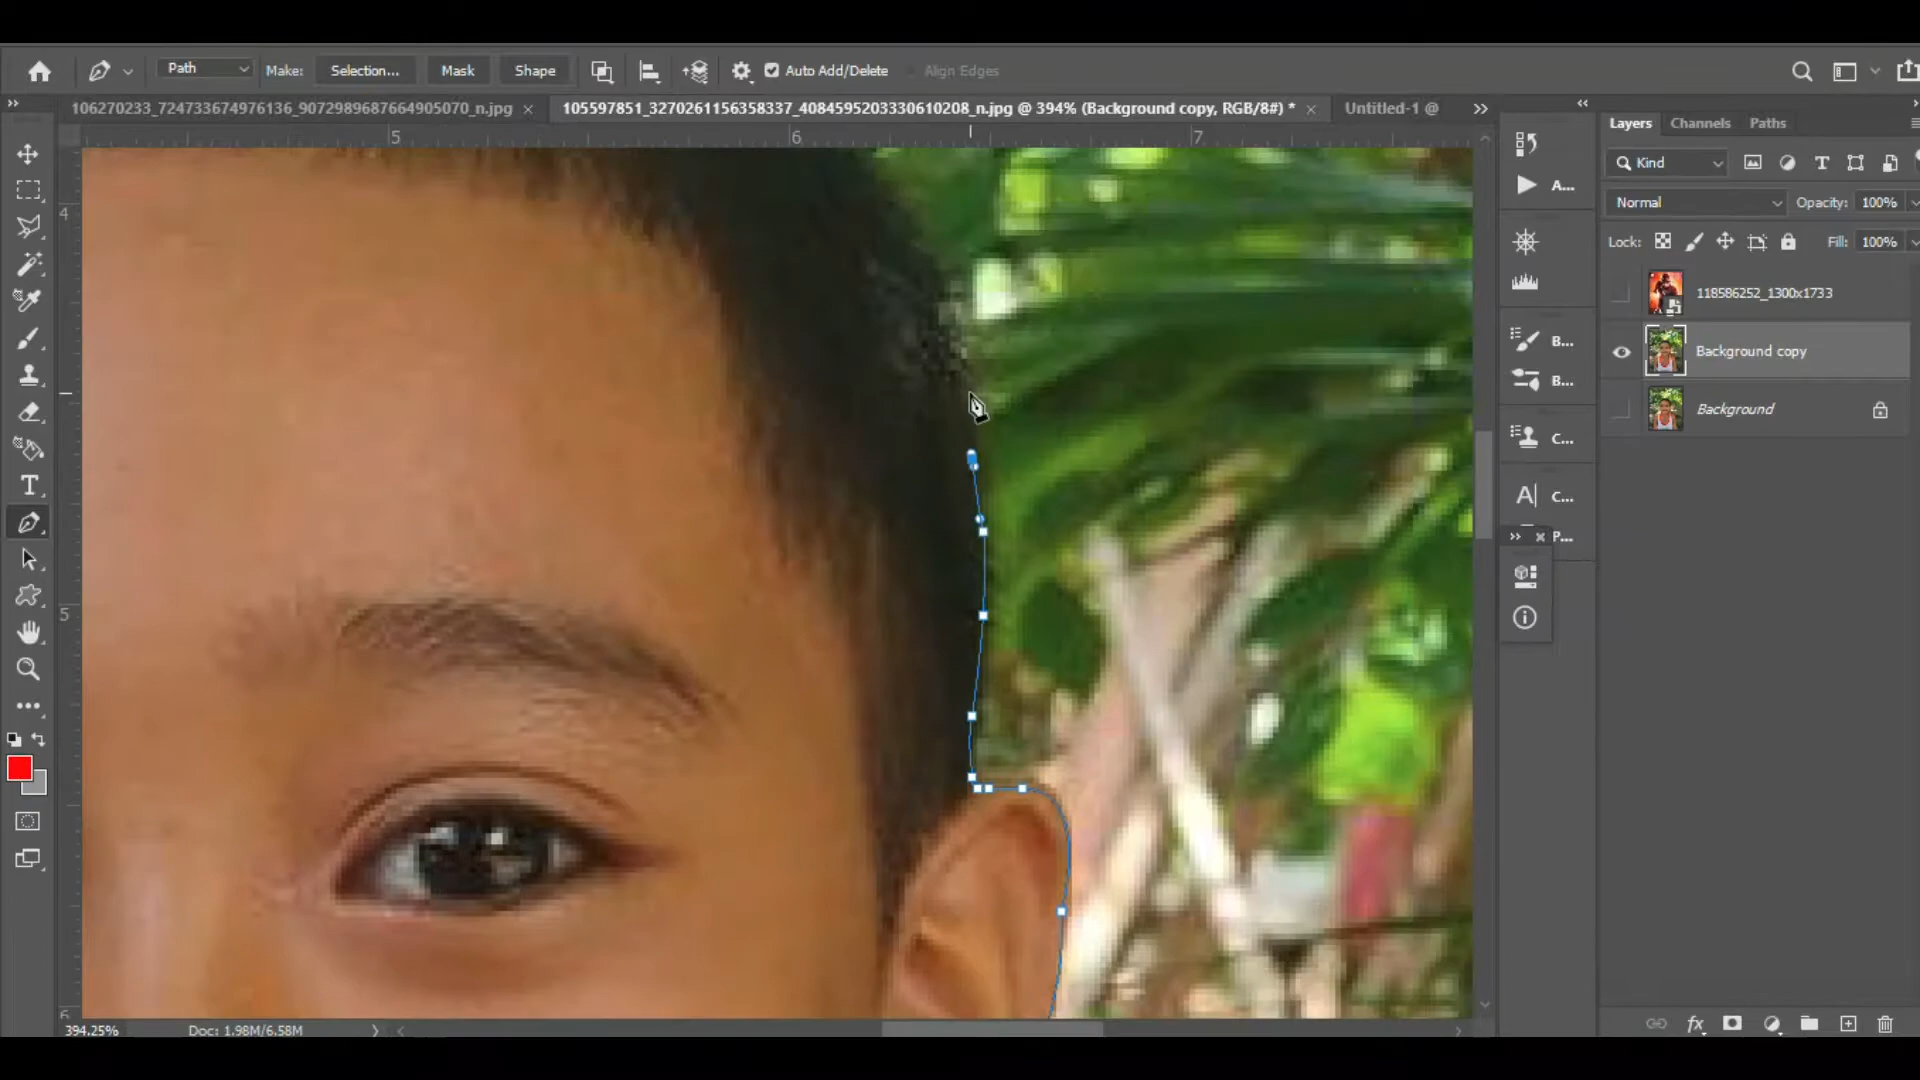 Path
Make:
Selection...
Mask
Shape
Auto Add/Delete
Align Edges
106270233_724733674976136_9072989687664905070_n.jpg
105597851_3270261156358337_4084595203330610208_n.jpg @ 394% (Background copy, RGB/8#) *
Untitled-1 @
5
6
7
4
5
6
A...
B...
B...
C...
C...
P...
Layers
Channels
Paths
Kind
Normal
Opacity: 100%
Lock:
Fill: 100%
118586252_1300x1733
Background copy
Background
fx
394.25%
Doc: 1.98M/6.58M